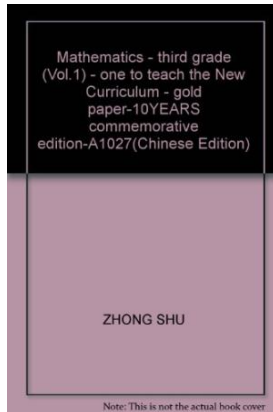 Mathematics - third grade
(Vol.1) - one to teach the New
Curriculum - gold
paper-10YEARS
commemorative
edition-A1027(Chinese Edition)
ZHONG SHU
Note: This is not the actual book cover